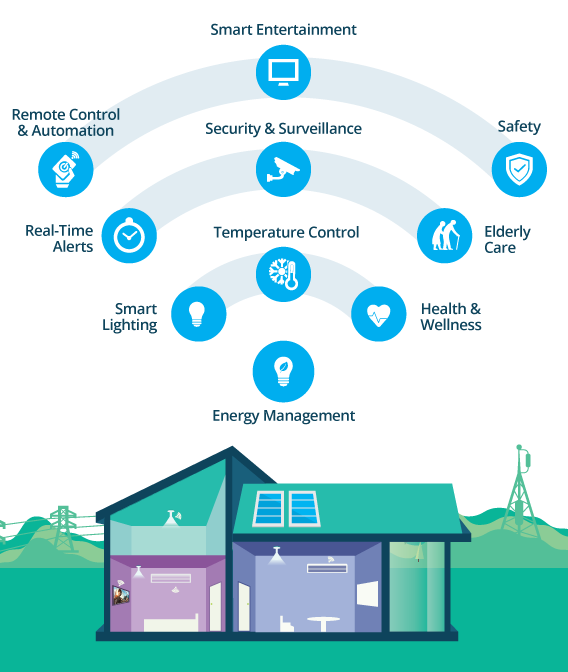 Smart Entertainment
Remote Control
& Automation
Security & Surveillance
Safety
Real-Time
Alerts
Temperature Control
Elderly
Care
Smart
Lighting
Health &
Wellness
Energy Management